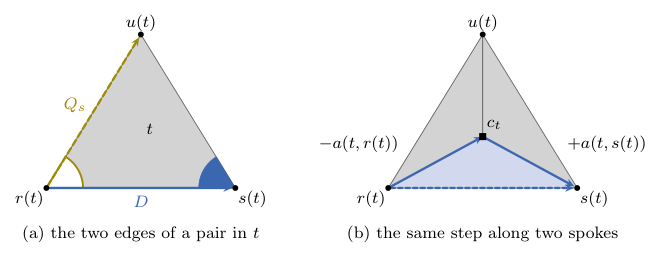 u(t)
Q_s
t
r(t)
D
s(t)
(a) the two edges of a pair in t
u(t)
c_t
−a(t, r(t))
+a(t, s(t))
r(t)
s(t)
(b) the same step along two spokes